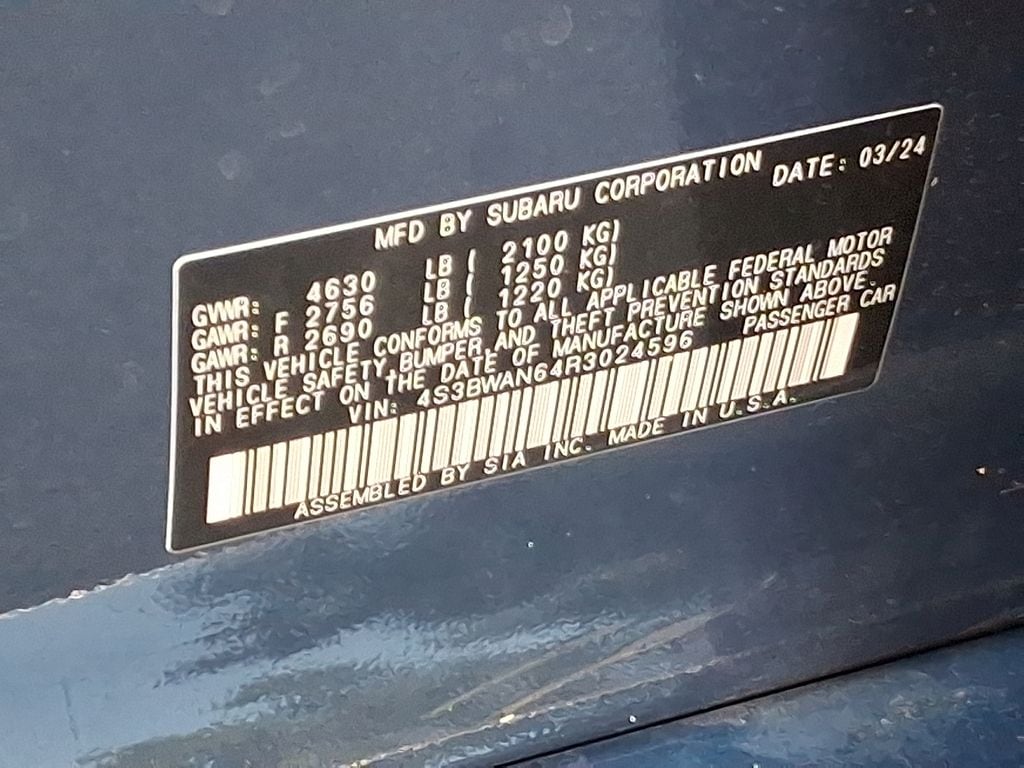 MFD BY SUBARU CORPORATION DATE: 03/24
GVWR: 4630 LB ( 2100 KG)
GAWR: F 2756 LB ( 1250 KG)
GAWR: R 2690 LB ( 1220 KG)
THIS VEHICLE CONFORMS TO ALL APPLICABLE FEDERAL MOTOR
VEHICLE SAFETY, BUMPER AND THEFT PREVENTION STANDARDS
IN EFFECT ON THE DATE OF MANUFACTURE SHOWN ABOVE.
VIN: 4S3BWAN64R3024596 PASSENGER CAR
ASSEMBLED BY SIA INC. MADE IN U.S.A.